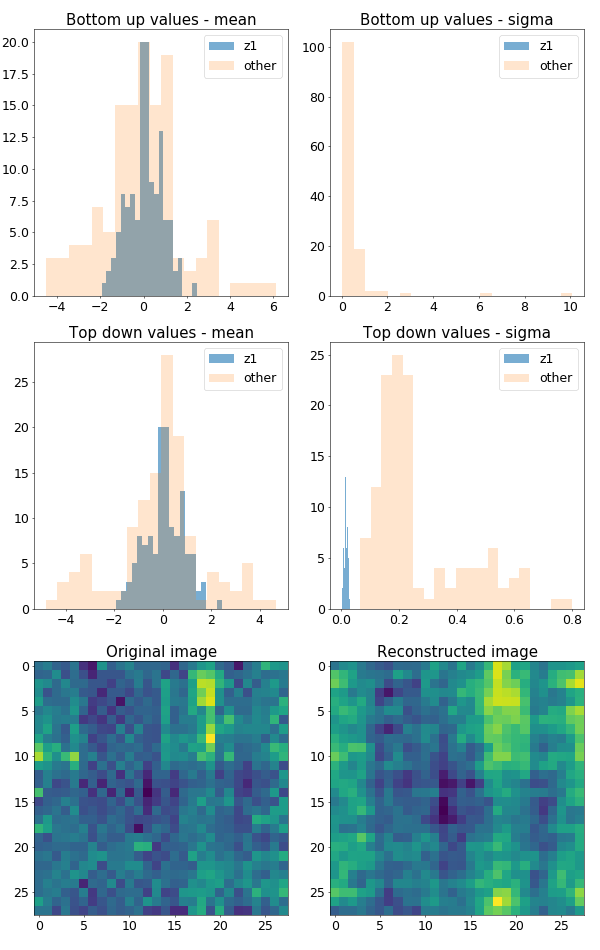 Bottom up values - mean
20.0
17.5
15.0
12.5
10.0
7.5
5.0
2.5
0.0
−4 −2 0 2 4 6
z1
other
Bottom up values - sigma
100
80
60
40
20
0
0 2 4 6 8 10
z1
other
Top down values - mean
25
20
15
10
5
0
−4 −2 0 2 4
z1
other
Top down values - sigma
25
20
15
10
5
0
0.0 0.2 0.4 0.6 0.8
z1
other
Original image
0
5
10
15
20
25
0 5 10 15 20 25
Reconstructed image
0
5
10
15
20
25
0 5 10 15 20 25